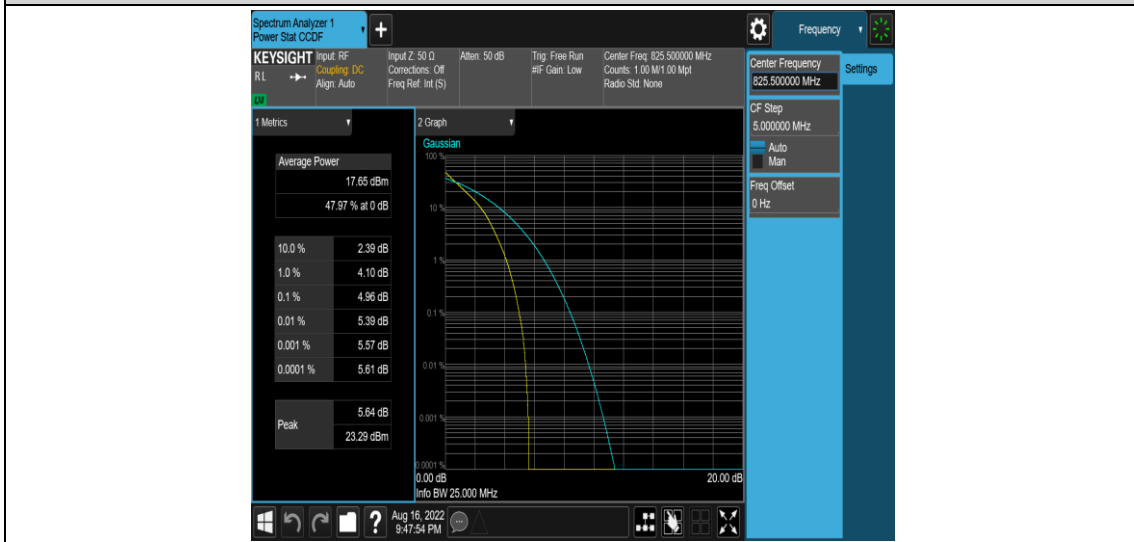 Spectrum Analyzer 1
Power Stat CCDF
+
Frequency
KEYSIGHT
RL
LXI
Input: RF
Coupling: DC
Align: Auto
Input Z: 50 Ω
Corrections: Off
Freq Ref: Int (S)
Atten: 50 dB
Trig: Free Run
#IF Gain: Low
Center Freq: 825.500000 MHz
Counts: 1.00 M/1.00 Mpt
Radio Std: None
Center Frequency
825.500000 MHz
Settings
CF Step
5.000000 MHz
Auto
Man
Freq Offset
0 Hz
1 Metrics
Average Power
17.65 dBm
47.97 % at 0 dB
10.0 % 2.39 dB
1.0 % 4.10 dB
0.1 % 4.96 dB
0.01 % 5.39 dB
0.001 % 5.57 dB
0.0001 % 5.61 dB
Peak
5.64 dB
23.29 dBm
2 Graph
Gaussian
100 %
10 %
1 %
0.1 %
0.01 %
0.001 %
0.0001 %
0.00 dB
20.00 dB
Info BW 25.000 MHz
?
Aug 16, 2022
9:47:54 PM